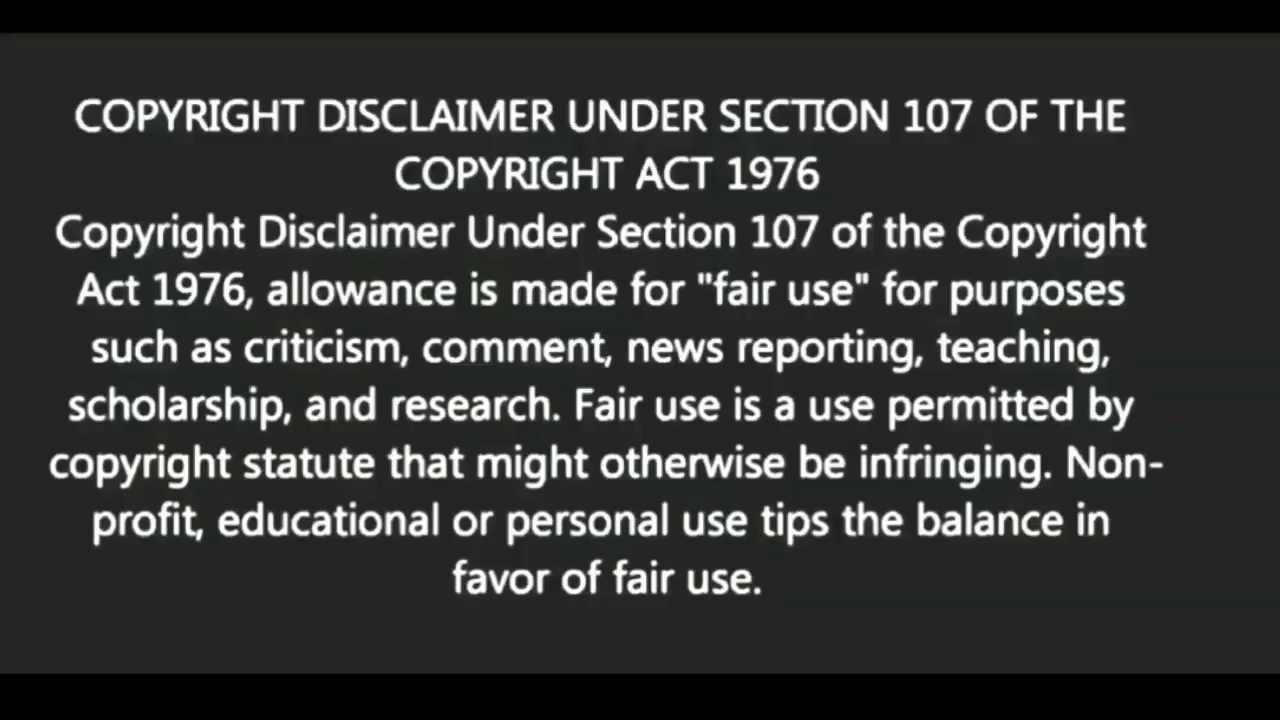 COPYRIGHT DISCLAIMER UNDER SECTION 107 OF THE
COPYRIGHT ACT 1976
Copyright Disclaimer Under Section 107 of the Copyright
Act 1976, allowance is made for "fair use" for purposes
such as criticism, comment, news reporting, teaching,
scholarship, and research. Fair use is a use permitted by
copyright statute that might otherwise be infringing. Non-
profit, educational or personal use tips the balance in
favor of fair use.